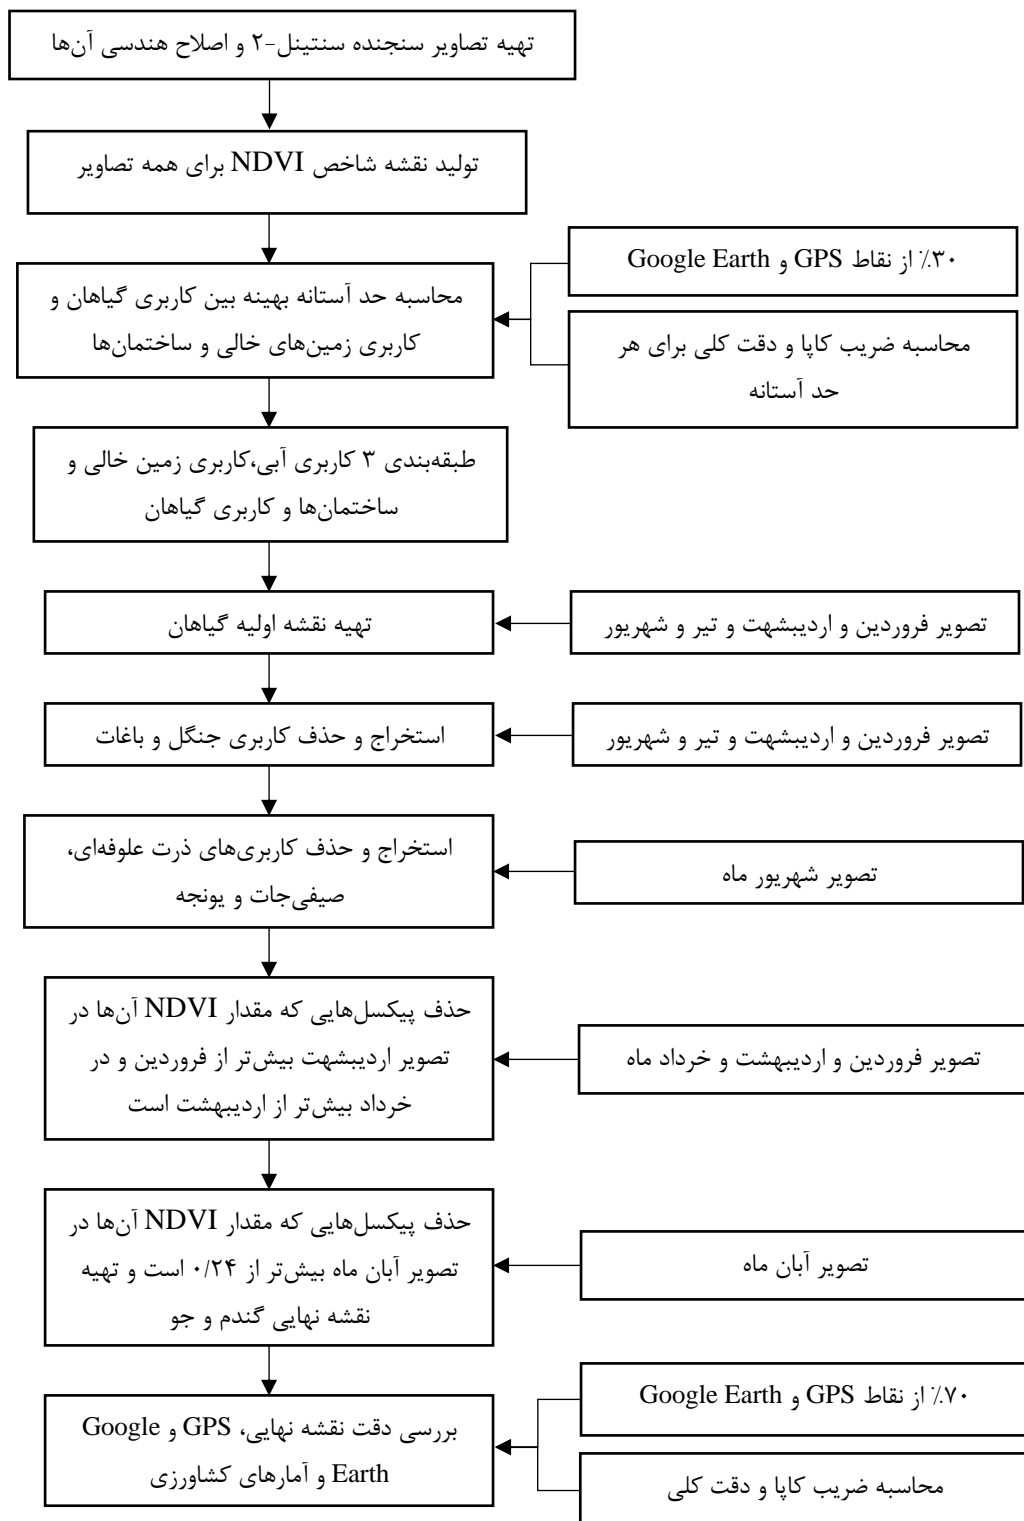 تهیه تصاویر سنجنده سنتینل-۲ و اصلاح هندسی آن‌ها
تولید نقشه شاخص NDVI برای همه تصاویر
محاسبه حد آستانه بهینه بین کاربری گیاهان و
کاربری زمین‌های خالی و ساختمان‌ها
۳۰٪ از نقاط GPS و Google Earth
محاسبه ضریب کاپا و دقت کلی برای هر
حد آستانه
طبقه‌بندی ۳ کاربری آبی،کاربری زمین خالی و
ساختمان‌ها و کاربری گیاهان
تهیه نقشه اولیه گیاهان
تصویر فروردین و اردیبشهت و تیر و شهریور
استخراج و حذف کاربری جنگل و باغات
تصویر فروردین و اردیبشهت و تیر و شهریور
استخراج و حذف کاربری‌های ذرت علوفه‌ای،
صیفی‌جات و یونجه
تصویر شهریور ماه
حذف پیکسل‌هایی که مقدار NDVI آن‌ها در
تصویر اردیبشهت بیش‌تر از فروردین و در
خرداد بیش‌تر از اردیبهشت است
تصویر فروردین و اردیبهشت و خرداد ماه
حذف پیکسل‌هایی که مقدار NDVI آن‌ها در
تصویر آبان ماه بیش‌تر از ۰/۲۴ است و تهیه
نقشه نهایی گندم و جو
تصویر آبان ماه
بررسی دقت نقشه نهایی، GPS و Google
Earth و آمارهای کشاورزی
۷۰٪ از نقاط GPS و Google Earth
محاسبه ضریب کاپا و دقت کلی